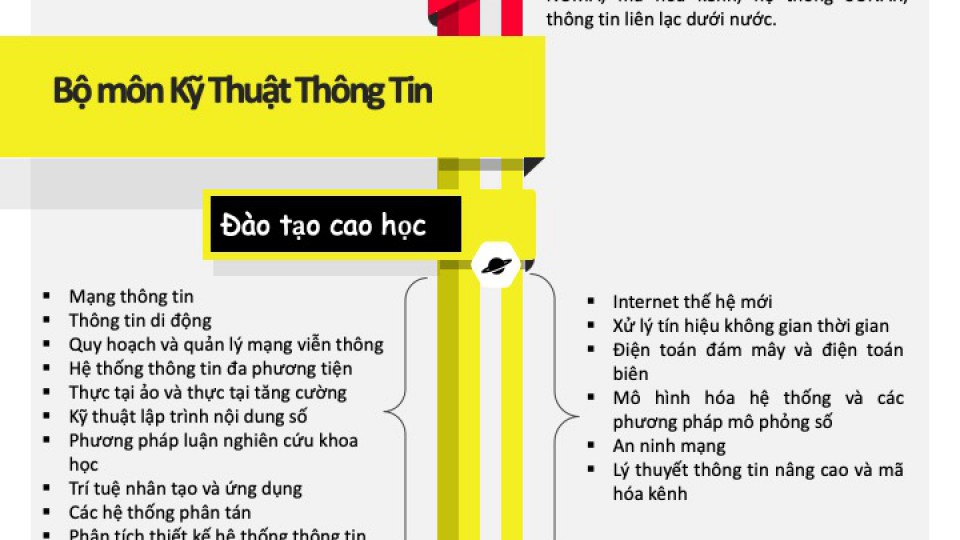 thông tin liên lạc dưới nước.
Bộ môn Kỹ Thuật Thông Tin
Đào tạo cao học
▪ Mạng thông tin
▪ Thông tin di động
▪ Quy hoạch và quản lý mạng viễn thông
▪ Hệ thống thông tin đa phương tiện
▪ Thực tại ảo và thực tại tăng cường
▪ Kỹ thuật lập trình nội dung số
▪ Phương pháp luận nghiên cứu khoa
học
▪ Trí tuệ nhân tạo và ứng dụng
▪ Các hệ thống phân tán
▪ Phân tích thiết kế hệ thống thông tin
▪ Internet thế hệ mới
▪ Xử lý tín hiệu không gian thời gian
▪ Điện toán đám mây và điện toán
biên
▪ Mô hình hóa hệ thống và các
phương pháp mô phỏng số
▪ An ninh mạng
▪ Lý thuyết thông tin nâng cao và mã
hóa kênh